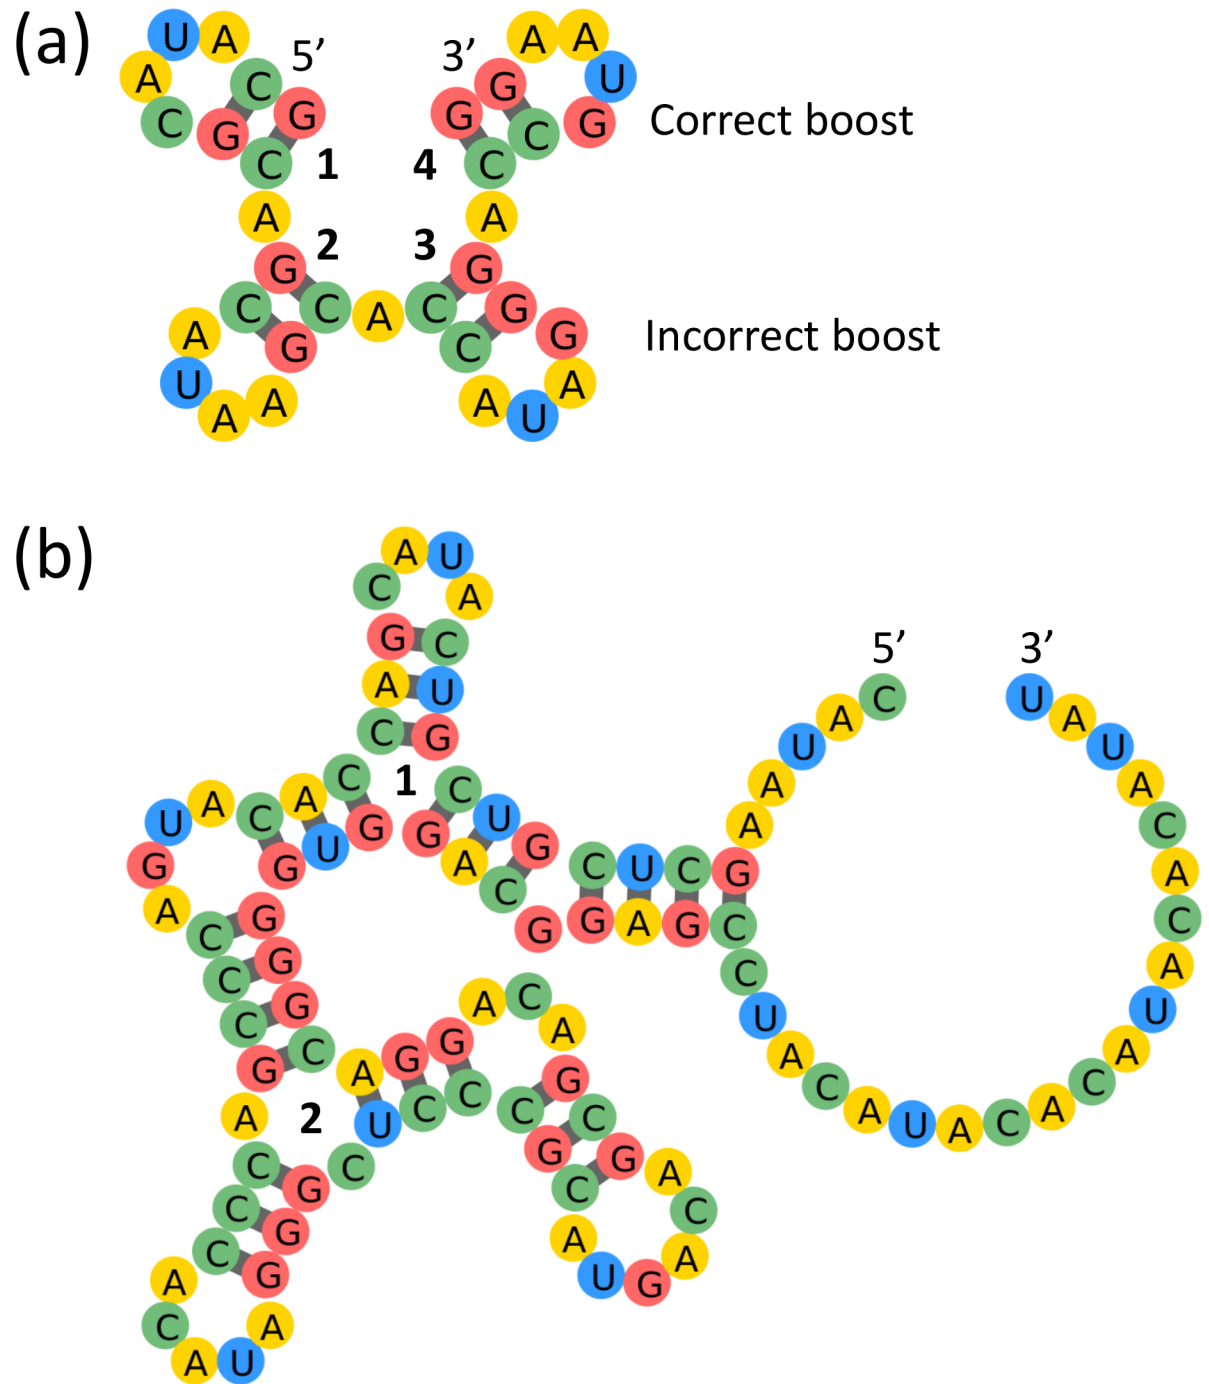 (a)
U A A A
5’ 3’
A C G G U
C G G G C G Correct boost
C 1 4 C
A A
2 3
G G
C C A C G
A G C G G Incorrect boost
U A
A A A U
(b)
A U
C A
G C 5’ 3’
A U C U
C G A A
U U
C 1 C A A
A A
U C U G U U A C
G G G
G A C U C G A
C C
A G G G A G C C
C G
C G C A
A C
C G U A U
G C A G G A A
C C G C
A 2 U C C C A C A
A U A C
C G C G G A
C G C C
C G A A
A G U G
C A
A U